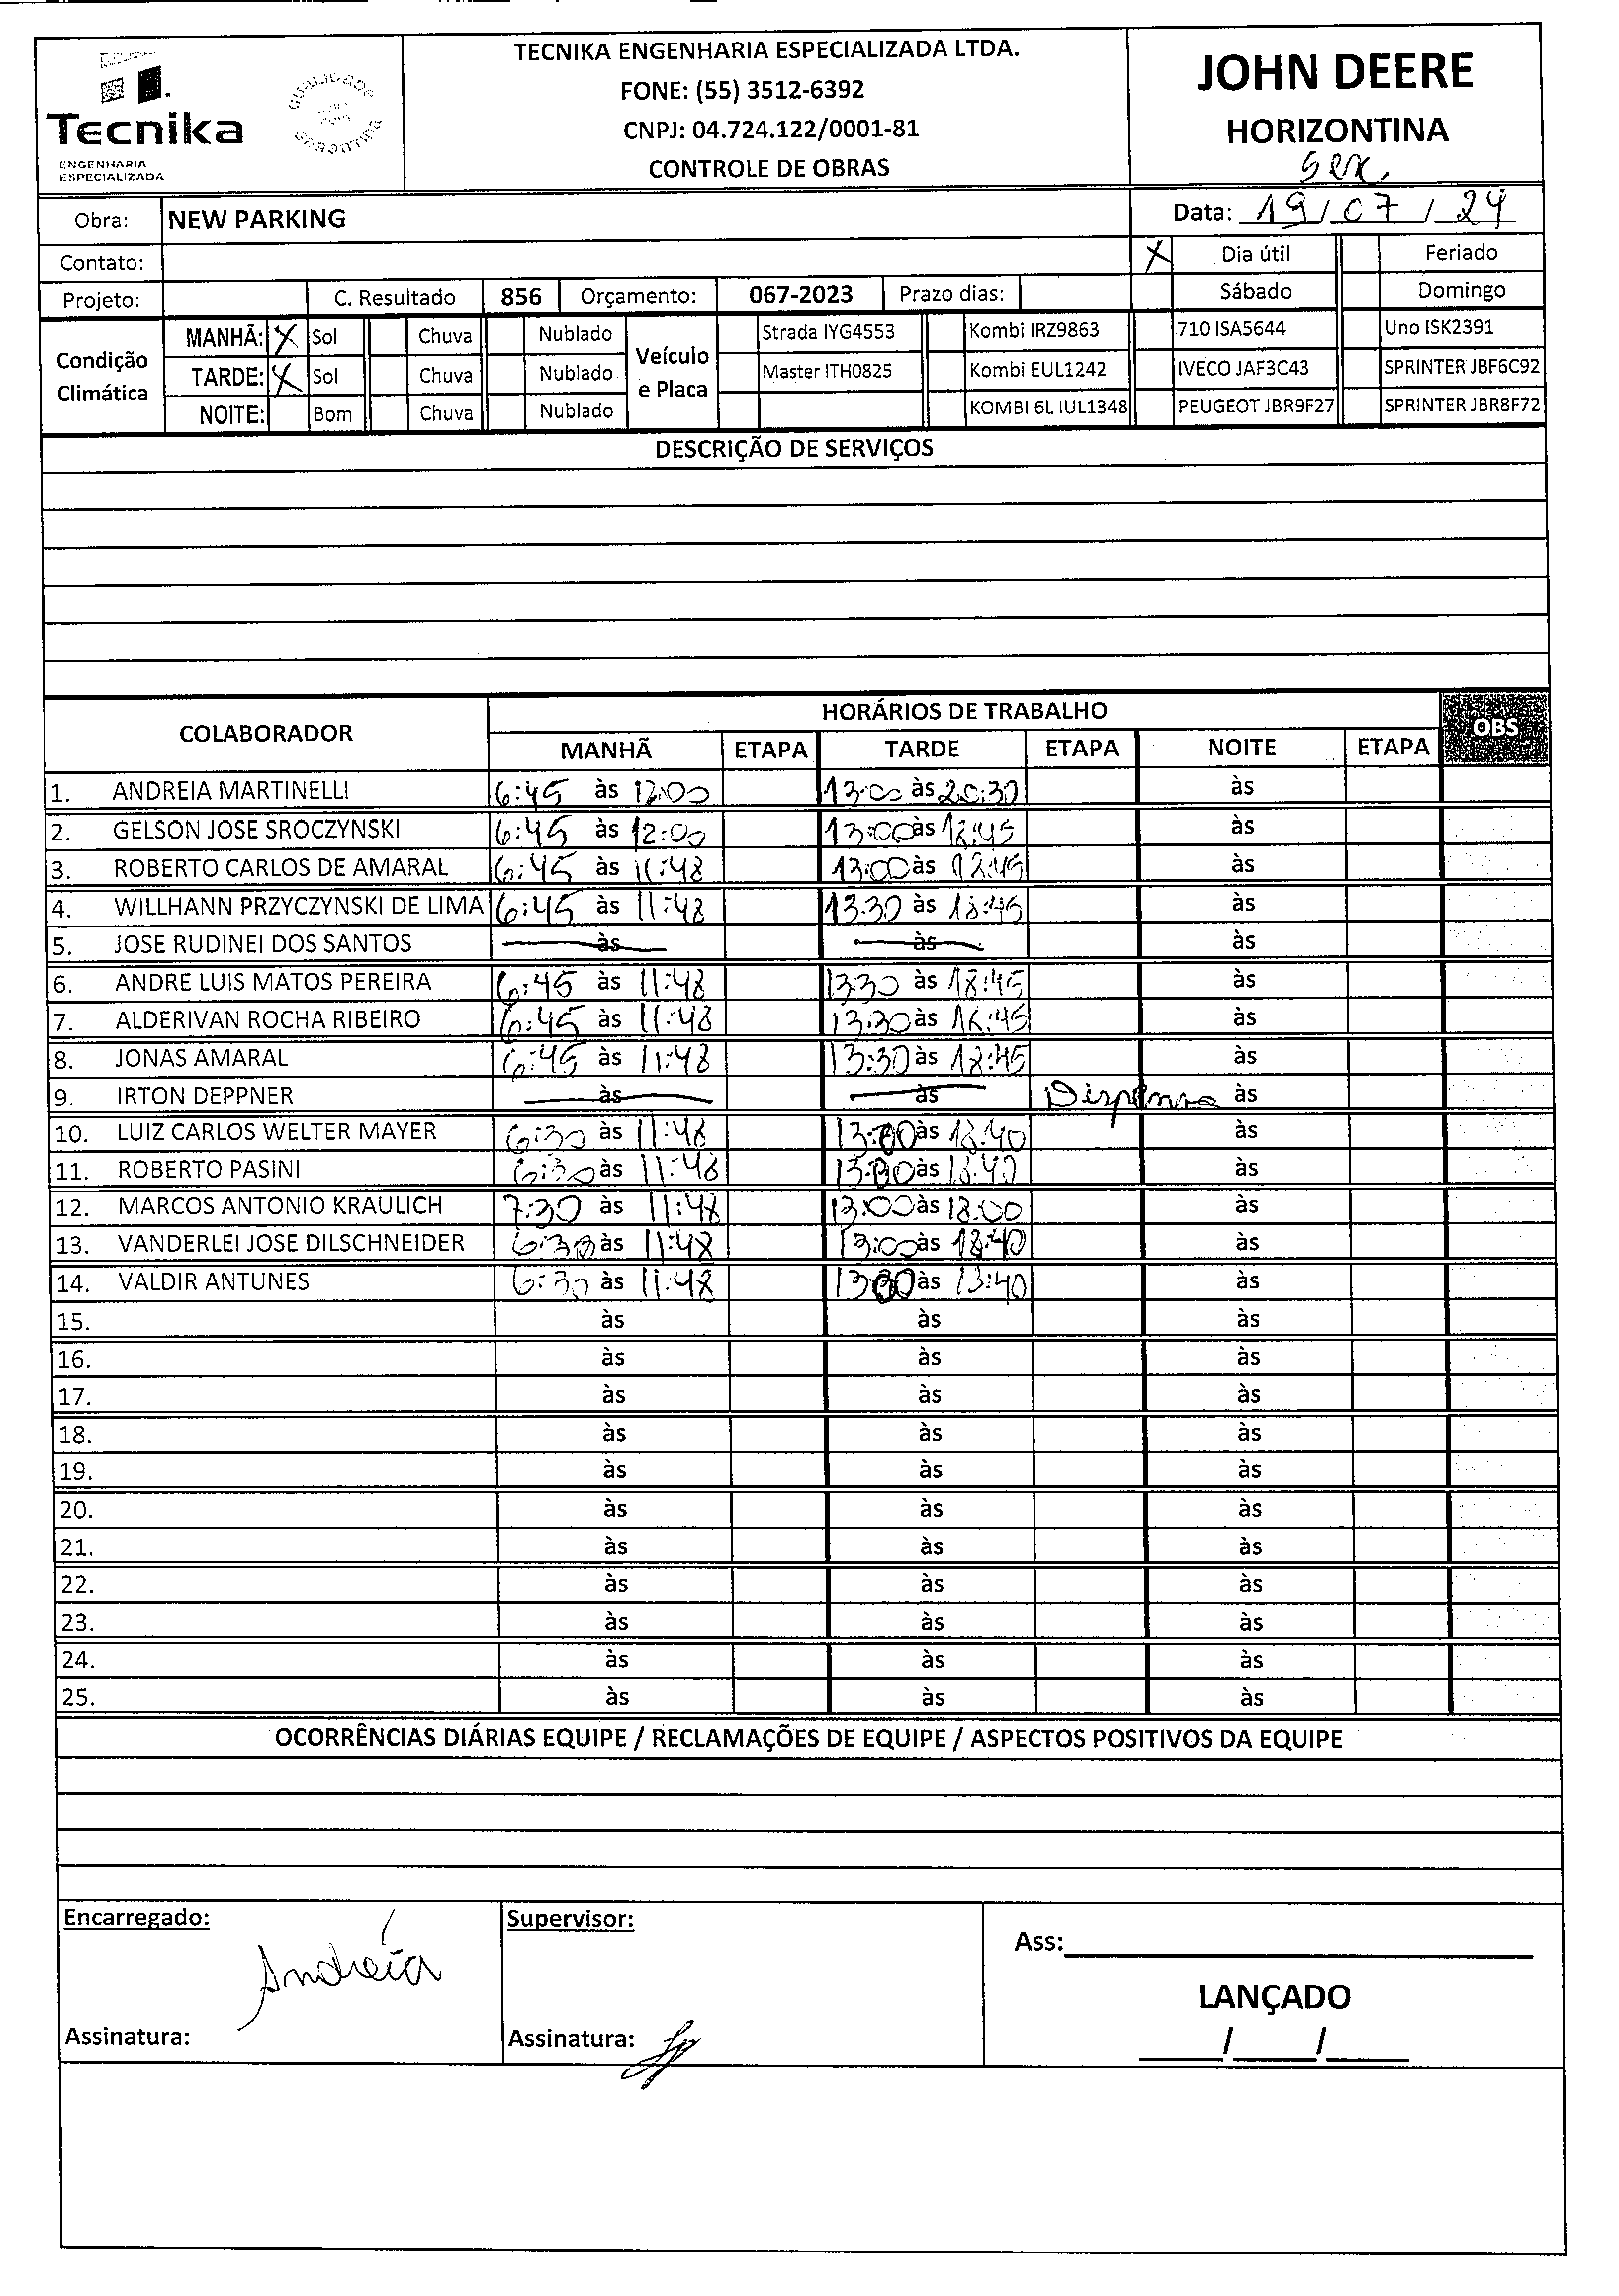 Tecnika
ENGENHARIA
ESPECIALIZADA
QUALIDADE
TECNIKA ENGENHARIA ESPECIALIZADA LTDA.
FONE: (55) 3512-6392
CNPJ: 04.724.122/0001-81
CONTROLE DE OBRAS
JOHN DEERE
HORIZONTINA
Sex.
Obra: NEW PARKING Data: 19/07/24
Contato: X Dia útil Feriado
Projeto: C. Resultado 856 Orçamento: 067-2023 Prazo dias: Sábado Domingo
Condição Climática
MANHÃ: X Sol Chuva Nublado Veículo e Placa Strada IYG4553 Kombi IRZ9863 710 ISA5644 Uno ISK2391
TARDE: X Sol Chuva Nublado Master ITH0825 Kombi EUL1242 IVECO JAF3C43 SPRINTER JBF6C92
NOITE: Bom Chuva Nublado KOMBI 6L IUL1348 PEUGEOT JBR9F27 SPRINTER JBR8F72
DESCRIÇÃO DE SERVIÇOS
COLABORADOR HORÁRIOS DE TRABALHO OBS
MANHÃ ETAPA TARDE ETAPA NOITE ETAPA
1. ANDREIA MARTINELLI 6:45 às 12:00 13:00 às 20:30 às
2. GELSON JOSE SROCZYNSKI 6:45 às 12:00 13:00 às 18:45 às
3. ROBERTO CARLOS DE AMARAL 6:45 às 11:48 13:00 às 18:45 às
4. WILLHANN PRZYCZYNSKI DE LIMA 6:45 às 11:48 13:30 às 18:45 às
5. JOSE RUDINEI DOS SANTOS às às às
6. ANDRE LUIS MATOS PEREIRA 6:45 às 11:48 13:30 às 18:45 às
7. ALDERIVAN ROCHA RIBEIRO 6:45 às 11:48 13:30 às 16:45 às
8. JONAS AMARAL 6:45 às 11:48 13:30 às 18:45 às
9. IRTON DEPPNER às às Dispensa às
10. LUIZ CARLOS WELTER MAYER 6:30 às 11:48 13:00 às 18:40 às
11. ROBERTO PASINI 6:30 às 11:48 13:00 às 18:40 às
12. MARCOS ANTONIO KRAULICH 7:30 às 11:48 13:00 às 18:00 às
13. VANDERLEI JOSE DILSCHNEIDER 6:30 às 11:48 13:00 às 18:40 às
14. VALDIR ANTUNES 6:30 às 11:48 13:00 às 13:40 às
15. às às às
16. às às às
17. às às às
18. às às às
19. às às às
20. às às às
21. às às às
22. às às às
23. às às às
24. às às às
25. às às às
OCORRÊNCIAS DIÁRIAS EQUIPE / RECLAMAÇÕES DE EQUIPE / ASPECTOS POSITIVOS DA EQUIPE
Encarregado: Supervisor:
Andréia
Ass:
LANÇADO
Assinatura: Assinatura:
__/__/__